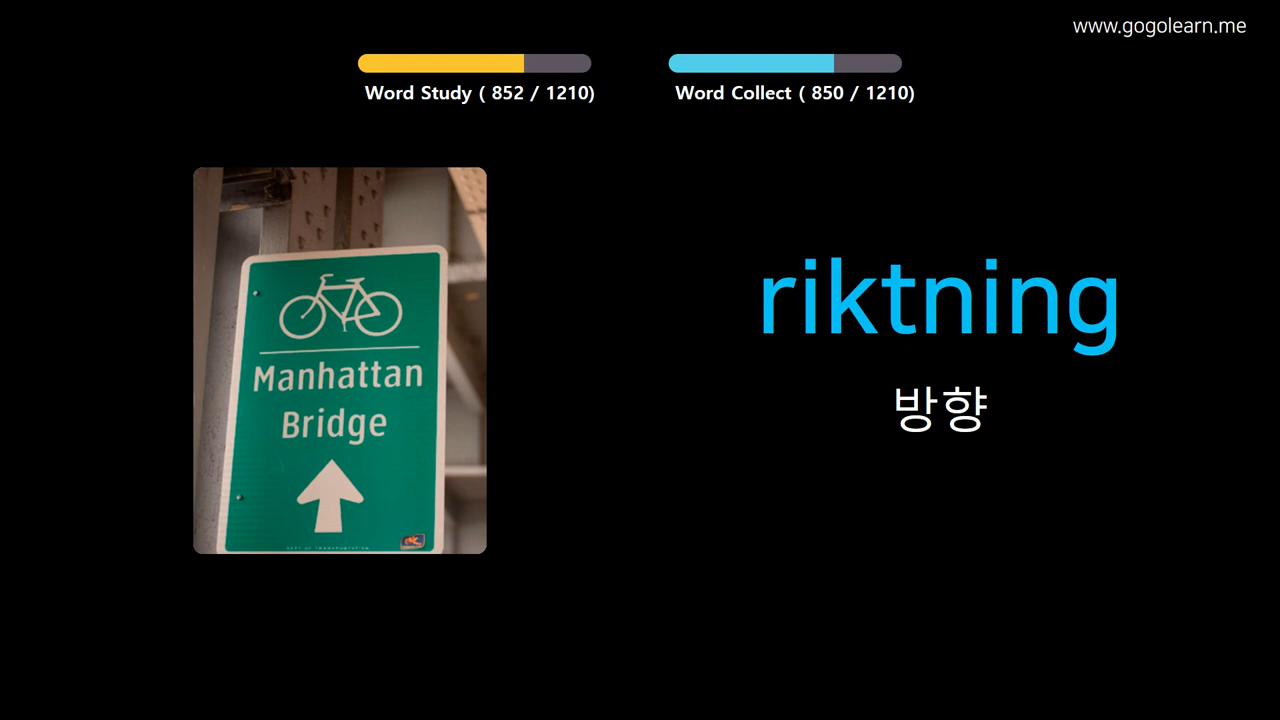 www.gogolearn.me
Word Study ( 852 / 1210)
Word Collect ( 850 / 1210)
Manhattan
Bridge
riktning
방향